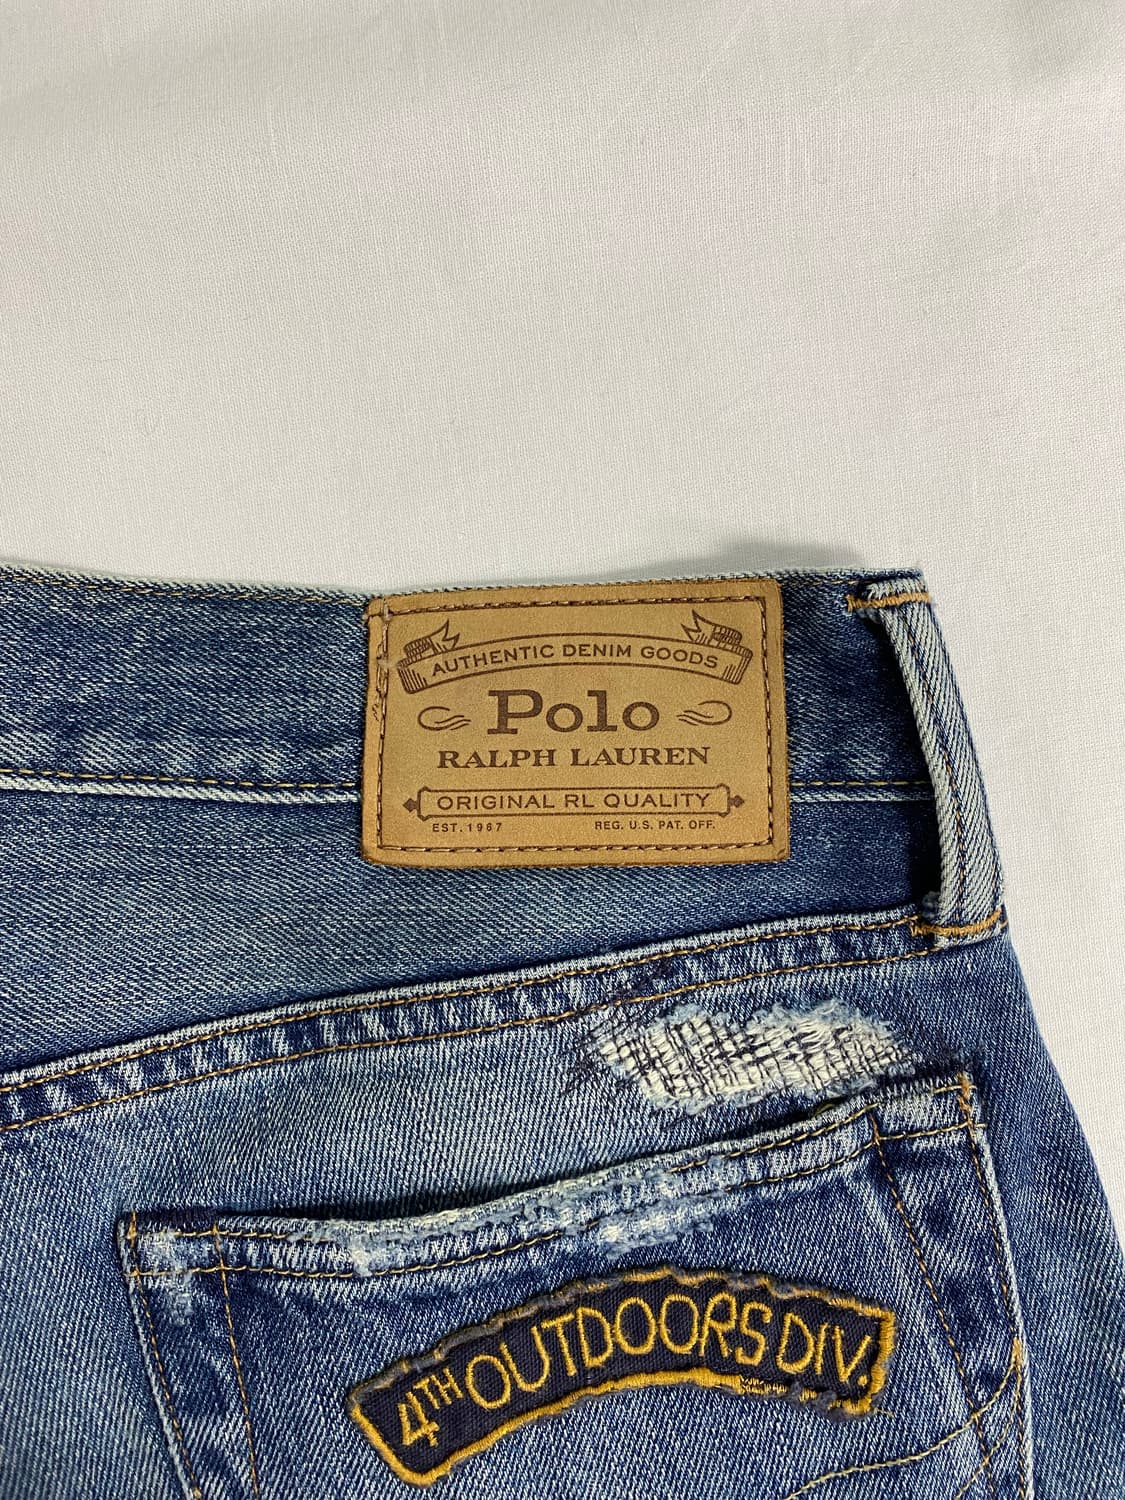 AUTHENTIC DENIM GOODS
Polo
RALPH LAUREN
ORIGINAL RL QUALITY
EST. 1967 REG. U.S. PAT. OFF.
4TH OUTDOORS DIV.